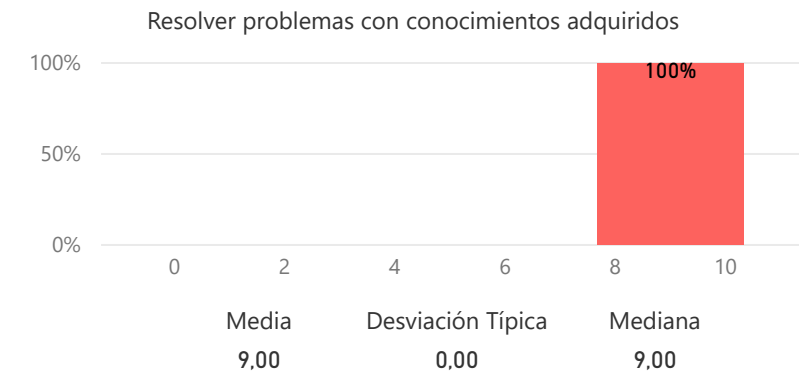 Resolver problemas con conocimientos adquiridos
100%
100%
50%
0%
0 2 4 6 8 10
Media Desviación Típica Mediana
9,00 0,00 9,00